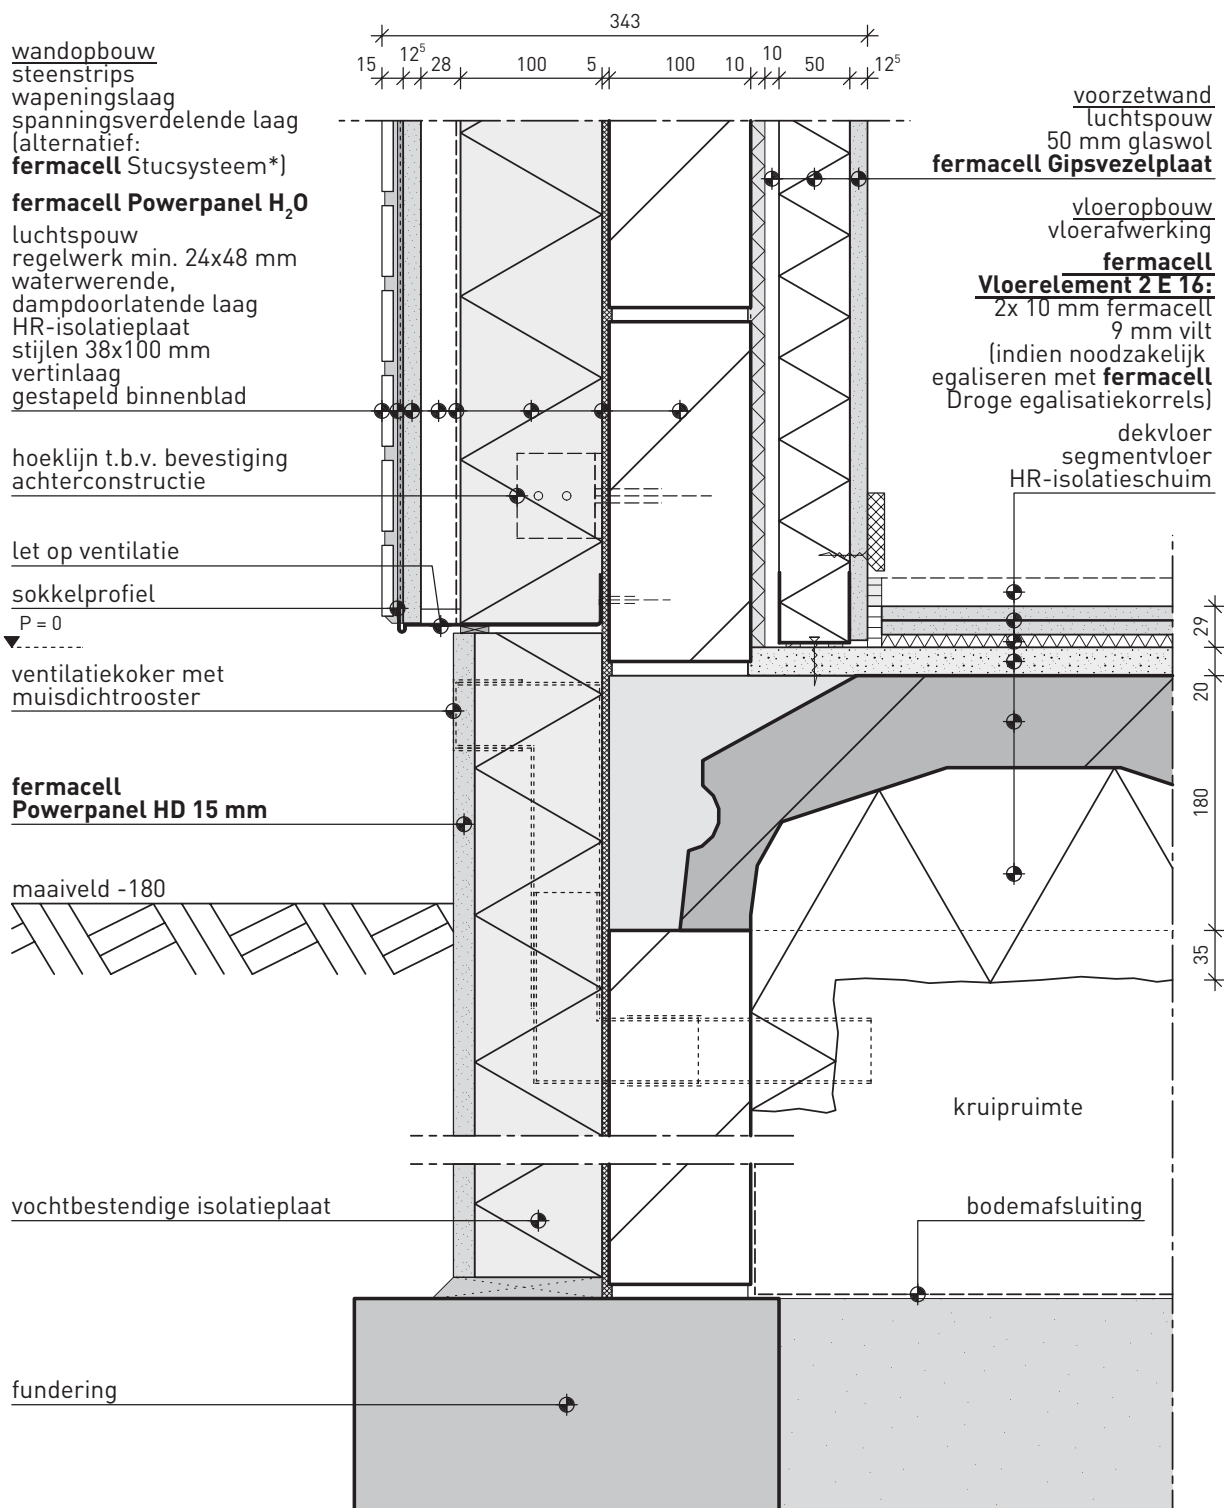 343
15
12⁵
28
100
5
100
10
10
50
12⁵
wandopbouw
steenstrips
wapeningslaag
spanningsverdelende laag
(alternatief:
fermacell Stucsysteem*)
fermacell Powerpanel H₂O
luchtspouw
regelwerk min. 24x48 mm
waterwerende,
dampdoorlatende laag
HR-isolatieplaat
stijlen 38x100 mm
vertinlaag
gestapeld binnenblad
hoeklijn t.b.v. bevestiging
achterconstructie
let op ventilatie
sokkelprofiel
P = 0
ventilatiekoker met
muisdichtrooster
fermacell
Powerpanel HD 15 mm
maaiveld -180
vochtbestendige isolatieplaat
fundering
voorzetwand
luchtspouw
50 mm glaswol
fermacell Gipsvezelplaat
vloeropbouw
vloerafwerking
fermacell
Vloerelement 2 E 16:
2x 10 mm fermacell
9 mm vilt
(indien noodzakelijk
egaliseren met fermacell
Droge egalisatiekorrels)
dekvloer
segmentvloer
HR-isolatieschuim
29
20
180
35
kruipruimte
bodemafsluiting